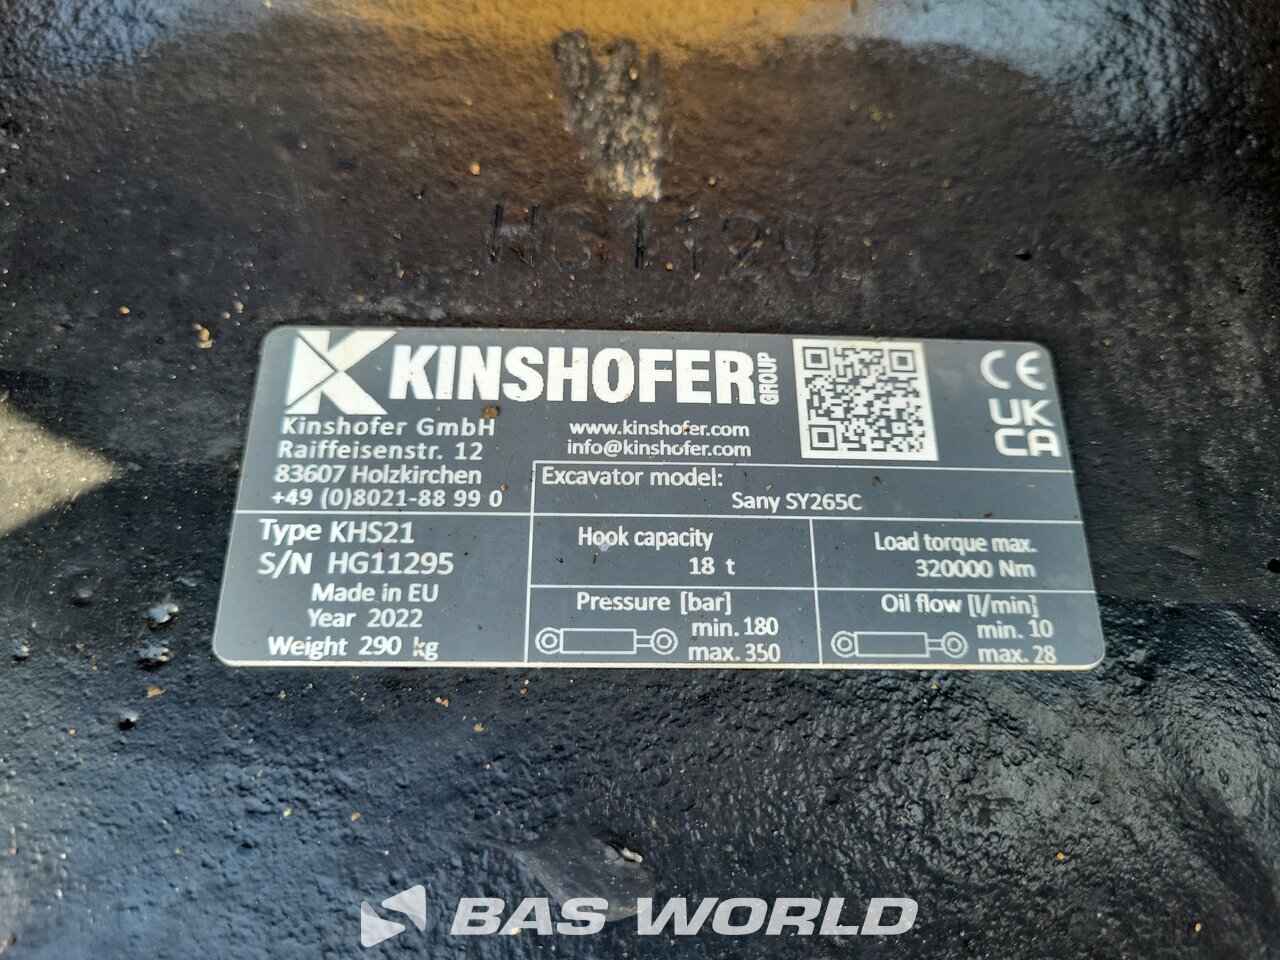 HG1129
KINSHOFER GROUP
Kinshofer GmbH
Raiffeisenstr. 12
83607 Holzkirchen
+49 (0)8021-88 99 0
www.kinshofer.com
info@kinshofer.com
CE
UK
CA
Excavator model:
Sany SY265C
Type KHS21
S/N HG11295
Made in EU
Year 2022
Weight 290 kg
Hook capacity
18 t
Load torque max.
320000 Nm
Pressure [bar]
min. 180
max. 350
Oil flow [l/min]
min. 10
max. 28
BAS WORLD